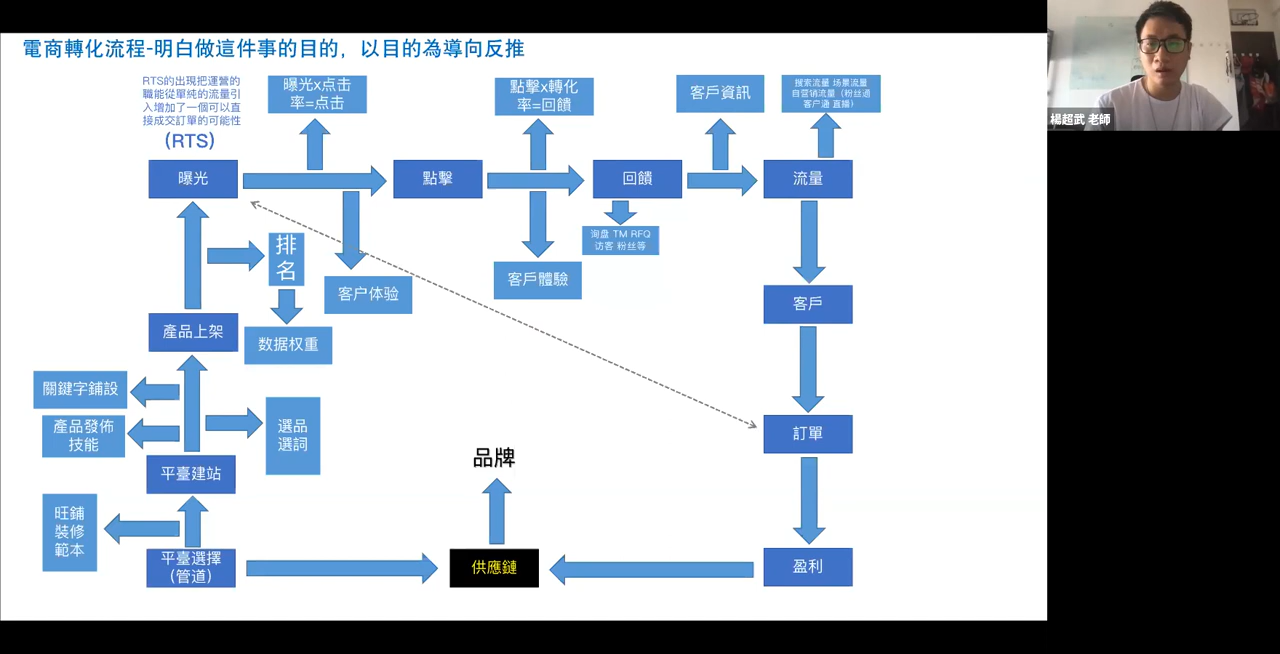 電商轉化流程-明白做這件事的目的，以目的為導向反推
RTS的出現把運營的
職能從單純的流量引
入增加了一個可以直
接成交訂單的可能性
(RTS)
曝光x点击
率=点击
點擊x轉化
率=回饋
客戶資訊
搜索流量 场景流量
自营销流量（粉丝通
客户通 直播）
楊超武 老師
曝光
點擊
回饋
流量
排
名
询盘 TM RFQ
访客 粉丝等
客户体验
客戶體驗
客戶
產品上架
数据权重
關鍵字鋪設
產品發佈
技能
選品
選詞
訂單
平臺建站
品牌
旺鋪
裝修
範本
平臺選擇
（管道）
供應鏈
盈利